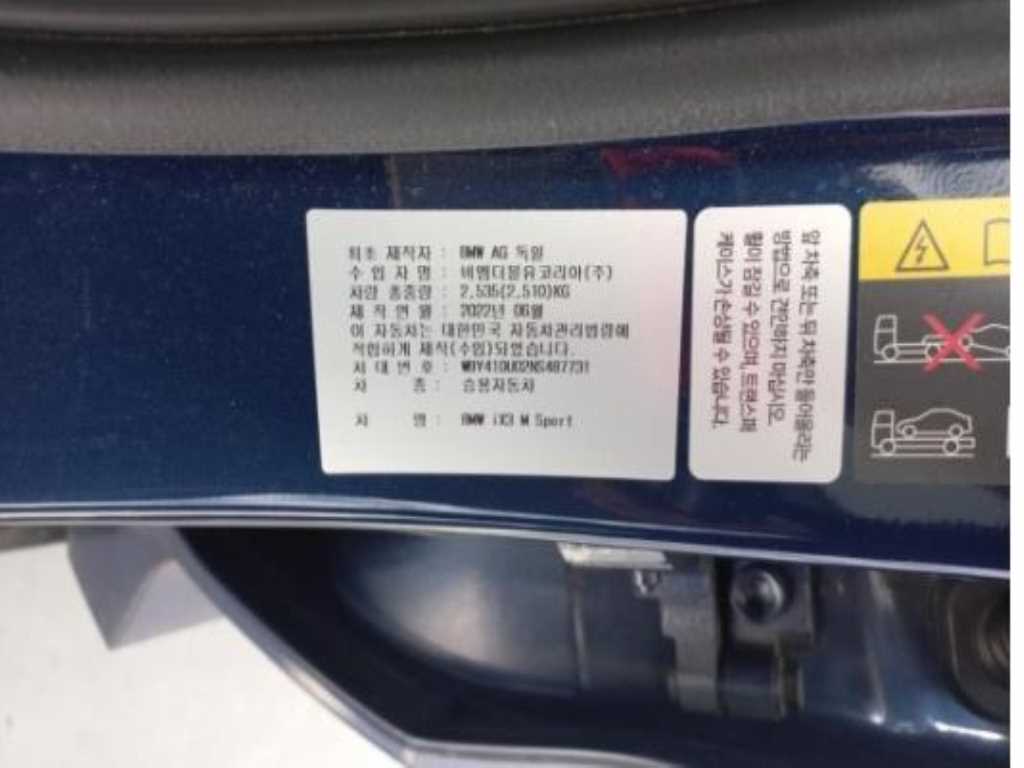 최초 제작자 : BMW AG 독일
수 입 자 명 : 비엠더블유코리아(주)
차량 총중량 : 2,535(2,510)KG
제 작 연 월 : 2022년 06월
이 자동차는 대한민국 자동차관리법령에
적합하게 제작(수입)되었습니다.
차 대 번 호 : WBY410U02NS487731
차 종 : 승용자동차
차 명 : BMW iX3 M Sport
앞 차축 또는 뒤 차축만 들어올리는
방법으로 견인하지 마십시오.
휠이 잠길 수 있으며, 트랜스퍼
케이스가 손상될 수 있습니다.